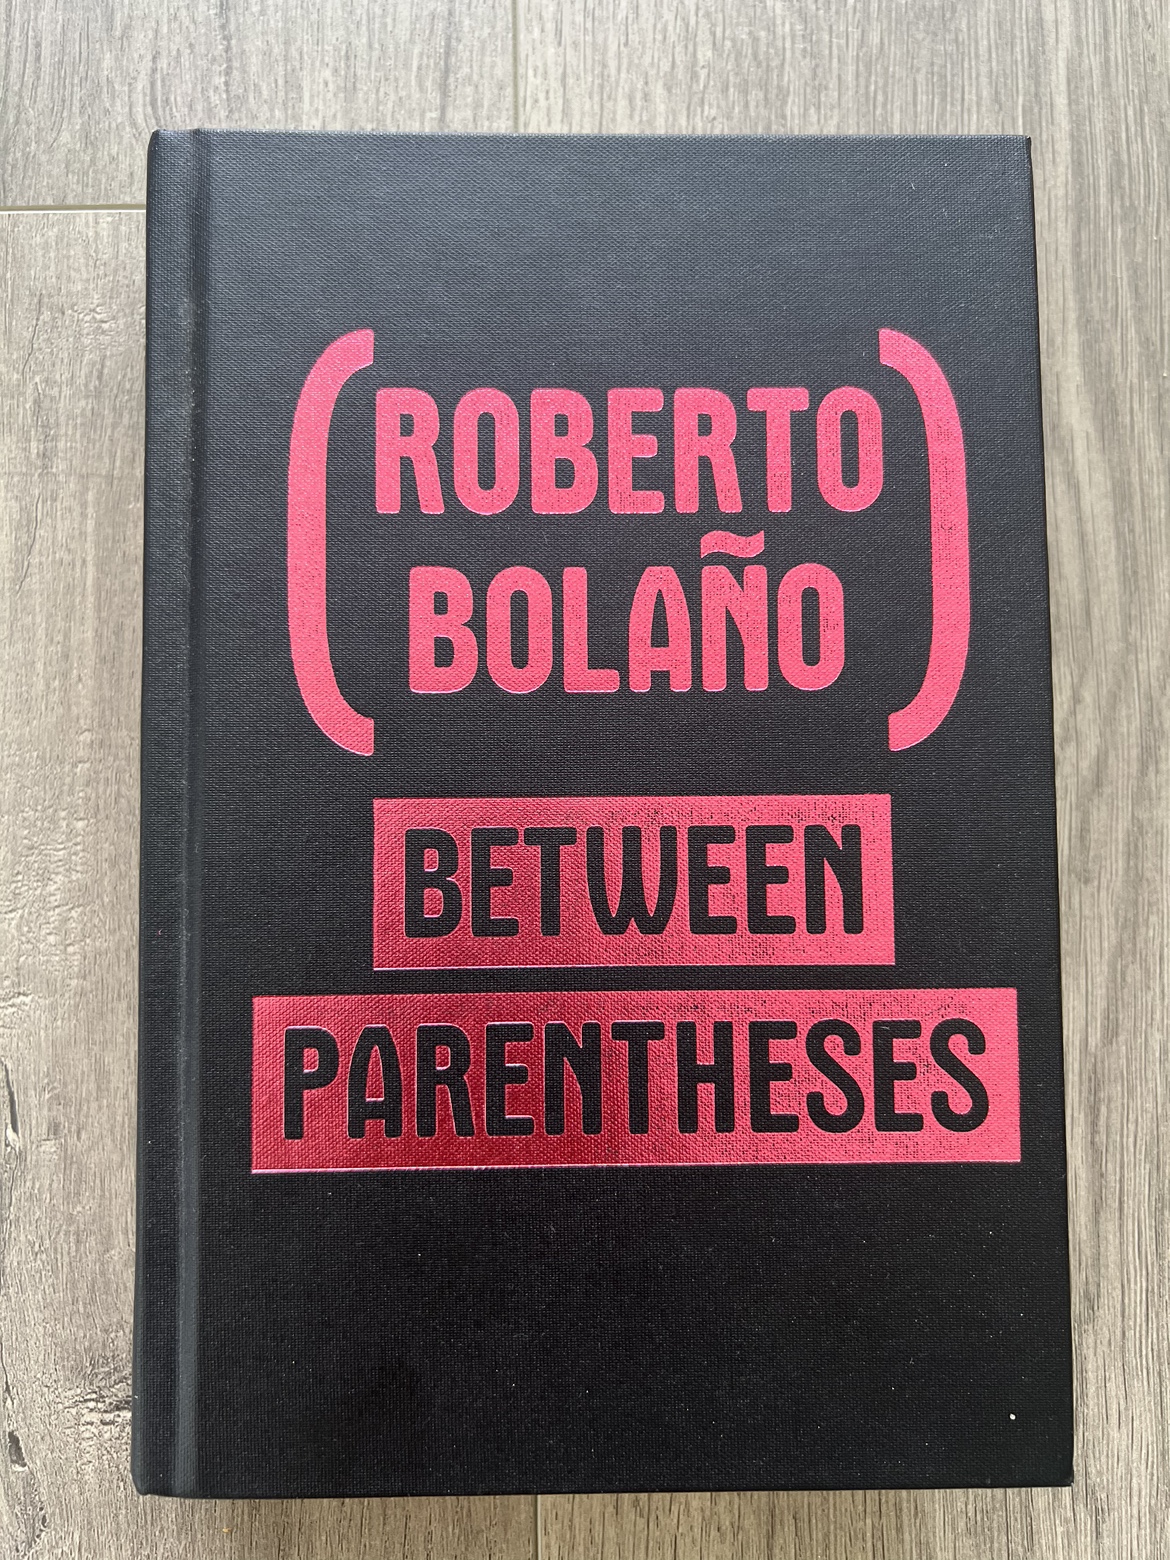 (ROBERTO
BOLAÑO)
BETWEEN
PARENTHESES